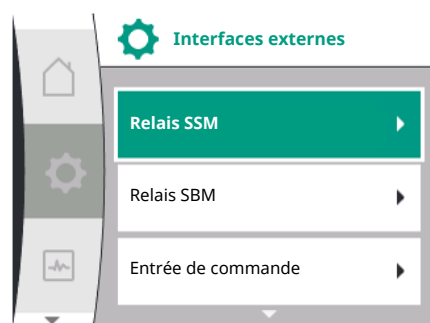 Interfaces externes
Relais SSM
Relais SBM
Entrée de commande